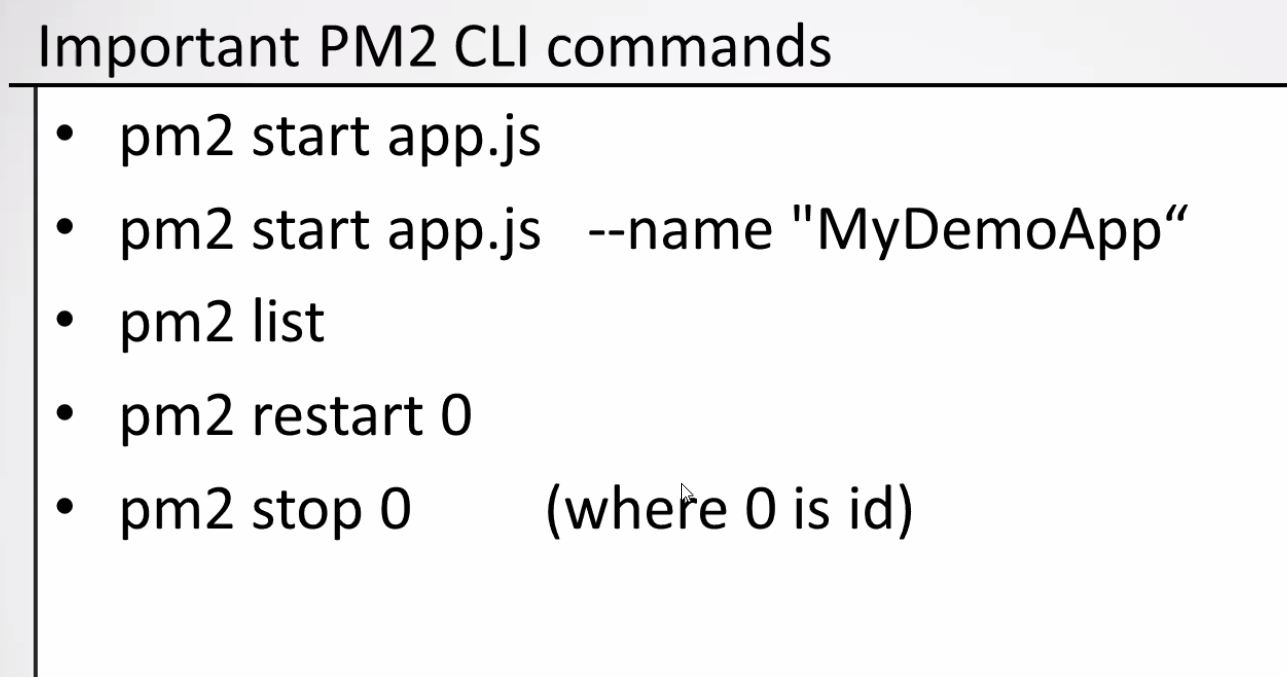 Important PM2 CLI commands
• pm2 start app.js
• pm2 start app.js --name "MyDemoApp“
• pm2 list
• pm2 restart 0
• pm2 stop 0 (where 0 is id)